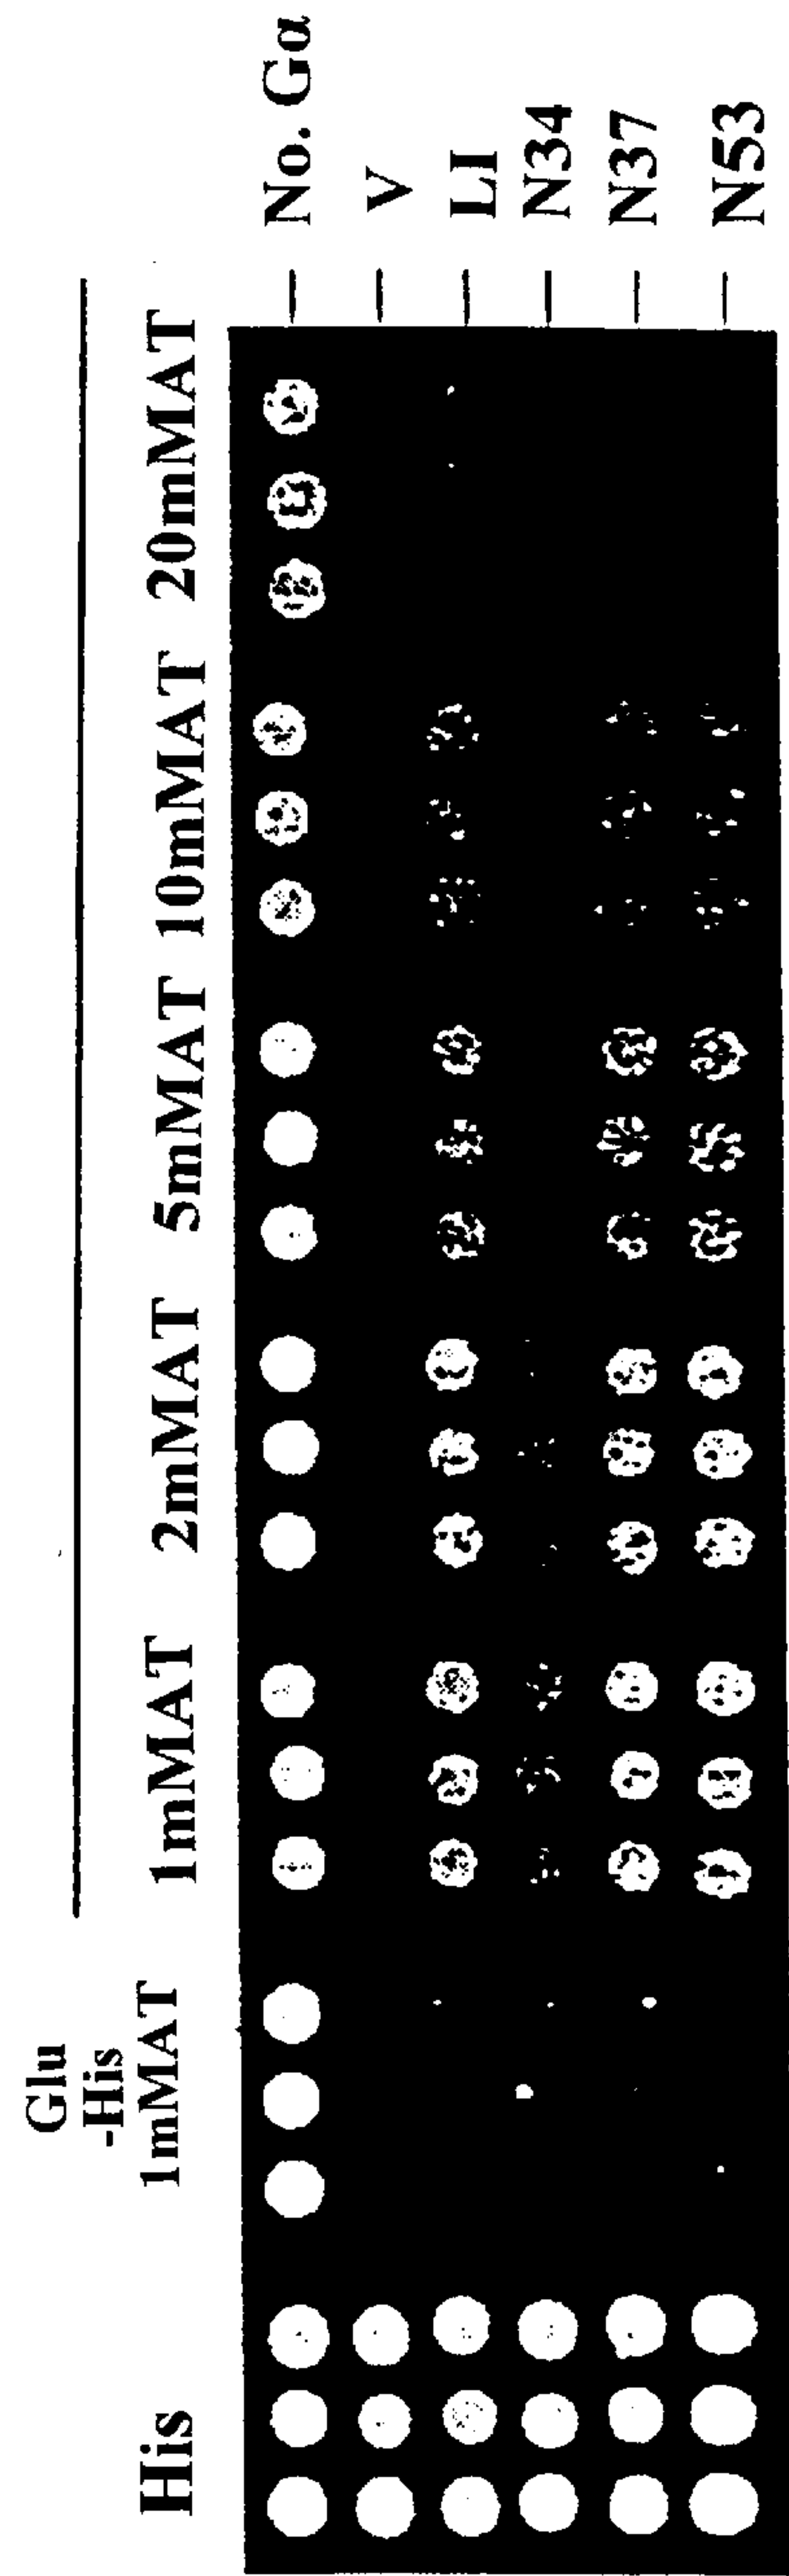 His
Glu
-His
1mMAT
1mMAT
2mMAT
5mMAT
10mMAT
20mMAT
No. Gα
V
LI
N34
N37
N53